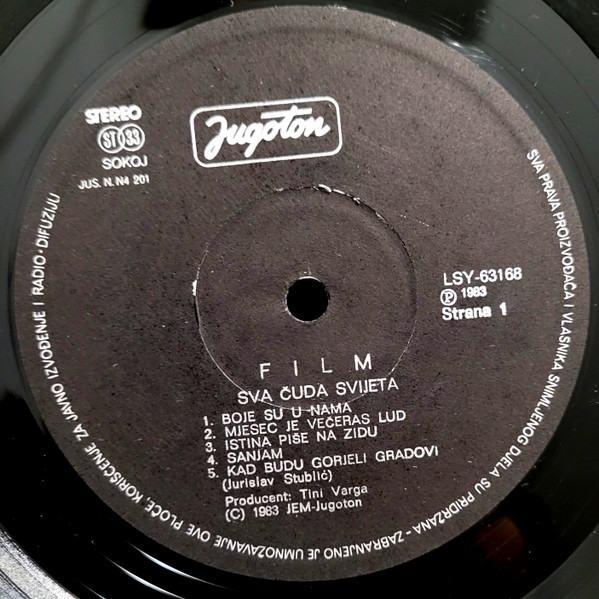 STEREO
ST 33
SOKOJ
JUS. N. N4 201
Jugoton
LSY-63168
Ⓟ 1983
Strana 1
FILM
SVA ČUDA SVIJETA
1. BOJE SU U NAMA
2. MJESEC JE VEČERAS LUD
3. ISTINA PIŠE NA ZIDU
4. SANJAM
5. KAD BUDU GORJELI GRADOVI
(Jurislav Stublić)
Producent: Tini Varga
(C) 1983 JEM-Jugoton
SVA PRAVA PROIZVOĐAČA I VLASNIKA SNIMLJENOG DJELA SU PRIDRŽANA - ZABRANJENO JE UMNOŽAVANJE OVE PLOČE, KORIŠĆENJE ZA JAVNO IZVOĐENJE I RADIO-DIFUZIJU